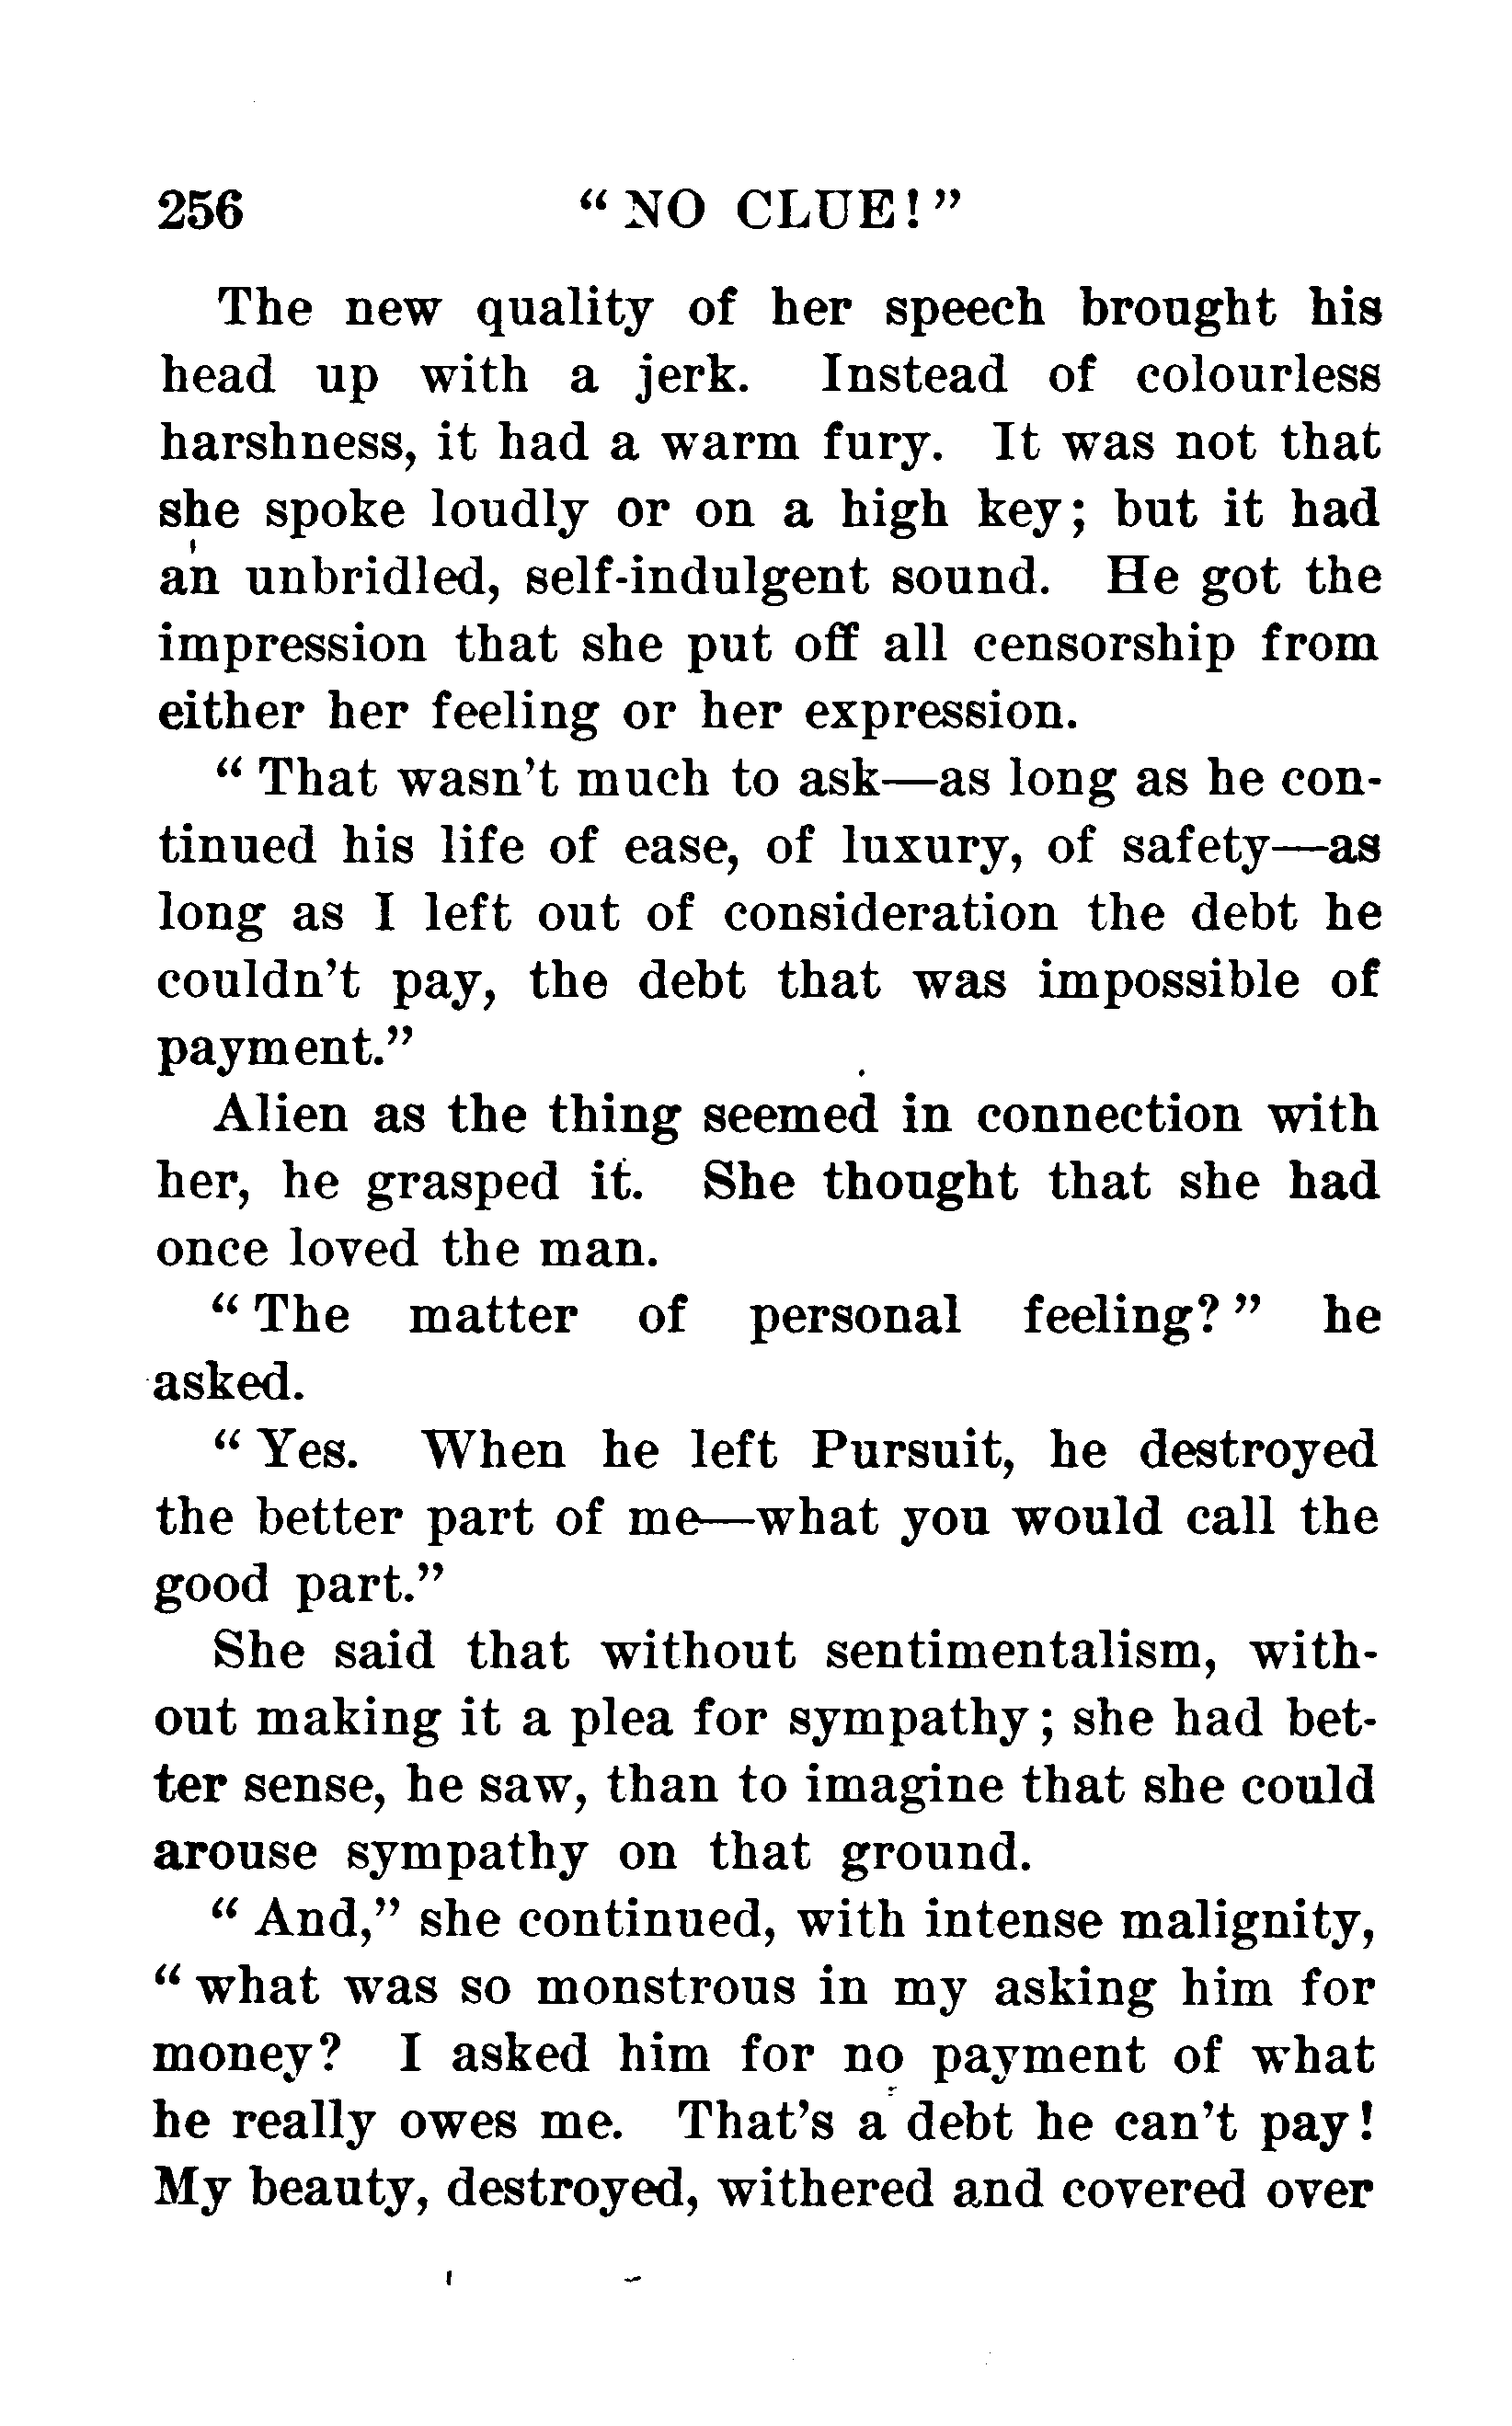 256 “ NO CLUE! ”
The new quality of her speech brought his
head up with a jerk. Instead of colourless
harshness, it had a warm fury. It was not that
she spoke loudly or on a high key; but it had
an unbridled, self-indulgent sound. He got the
impression that she put off all censorship from
either her feeling or her expression.
“ That wasn’t much to ask—as long as he con-
tinued his life of ease, of luxury, of safety—as
long as I left out of consideration the debt he
couldn’t pay, the debt that was impossible of
payment.”
Alien as the thing seemed in connection with
her, he grasped it. She thought that she had
once loved the man.
“ The matter of personal feeling? ” he
asked.
“ Yes. When he left Pursuit, he destroyed
the better part of me—what you would call the
good part.”
She said that without sentimentalism, with-
out making it a plea for sympathy; she had bet-
ter sense, he saw, than to imagine that she could
arouse sympathy on that ground.
“ And,” she continued, with intense malignity,
“ what was so monstrous in my asking him for
money? I asked him for no payment of what
he really owes me. That’s a debt he can’t pay!
My beauty, destroyed, withered and covered over